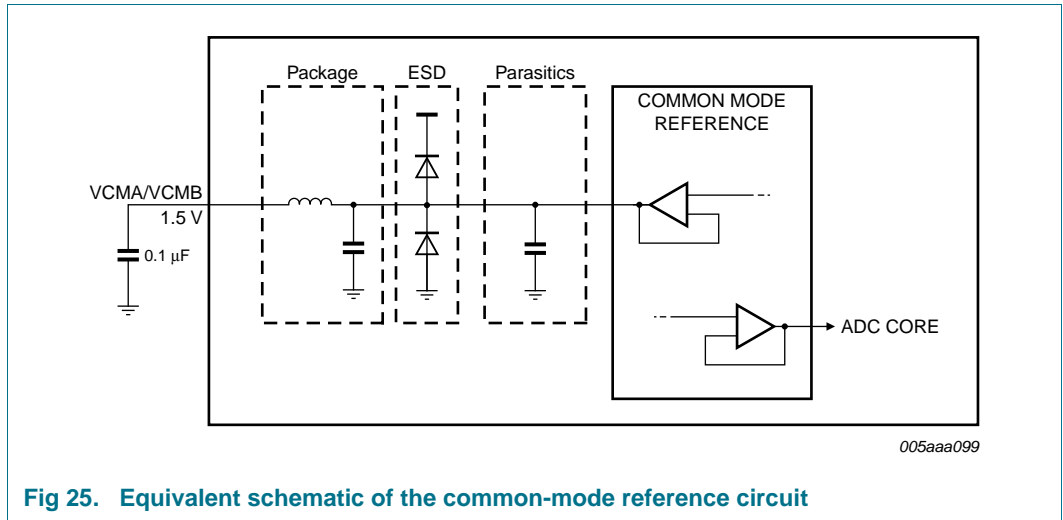 Package
ESD
Parasitics
COMMON MODE
REFERENCE
VCMA/VCMB
1.5 V
0.1 μF
ADC CORE
005aaa099
Fig 25. Equivalent schematic of the common-mode reference circuit